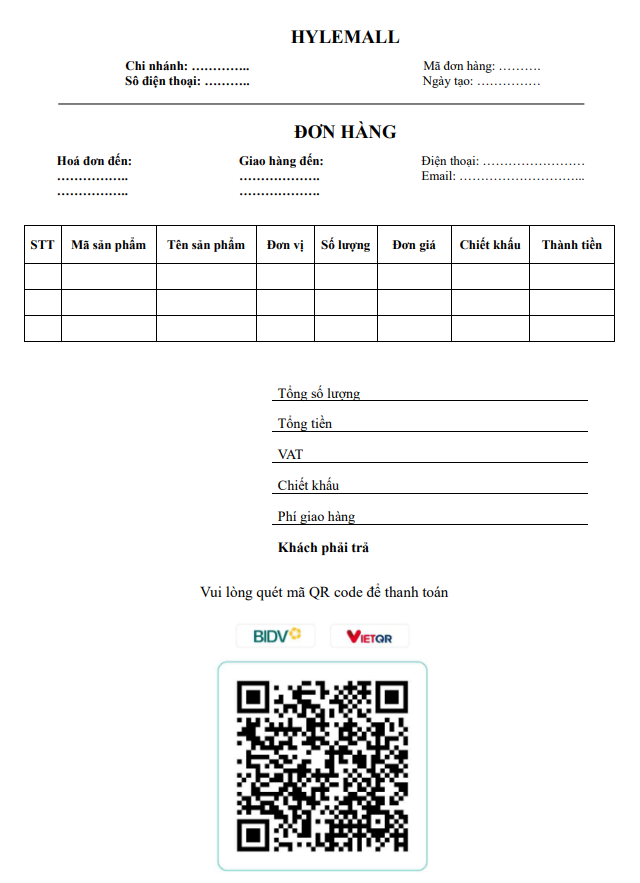 HYLEMALL
Chi nhánh: ………….. Mã đơn hàng: ……….
Sô điện thoại: ……….. Ngày tạo: ……………
ĐƠN HÀNG
Hoá đơn đến: Giao hàng đến: Điện thoại: ……………………
…………….. ………………. Email: ………………………...
…………….. ……………….
STT Mã sản phẩm Tên sản phẩm Đơn vị Số lượng Đơn giá Chiết khấu Thành tiền
Tổng số lượng
Tổng tiền
VAT
Chiết khấu
Phí giao hàng
Khách phải trả
Vui lòng quét mã QR code để thanh toán
BIDV VIETQR